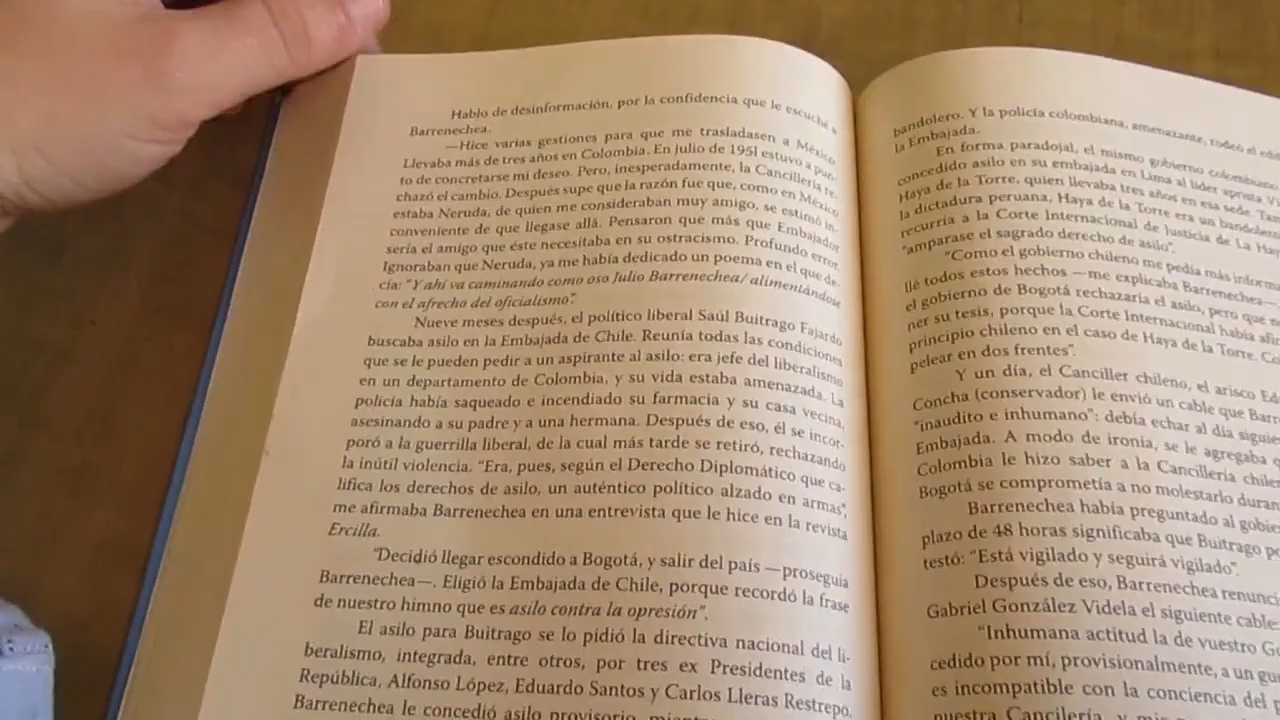 Hablo de desinformación, por la confidencia que le escuché a
Barrenechea.
—Hice varias gestiones para que me trasladasen a México
Llevaba más de tres años en Colombia. En julio de 1951 estuvo a pun-
to de concretarse mi deseo. Pero, inesperadamente, la Cancillería re-
chazó el cambio. Después supe que la razón fue que, como en México
estaba Neruda, de quien me consideraban muy amigo, se estimó in-
conveniente de que llegase allá. Pensaron que más que Embajador
sería el amigo que éste necesitaba en su ostracismo. Profundo error.
Ignoraban que Neruda, ya me había dedicado un poema en el que de-
cía: "Y ahí va caminando como oso Julio Barrenechea/ alimentándose
con el afrecho del oficialismo".
Nueve meses después, el político liberal Saúl Buitrago Fajardo
buscaba asilo en la Embajada de Chile. Reunía todas las condiciones
que se le pueden pedir a un aspirante al asilo: era jefe del liberalismo
en un departamento de Colombia, y su vida estaba amenazada. La
policía había saqueado e incendiado su farmacia y su casa vecina,
asesinando a su padre y a una hermana. Después de eso, él se incor-
poró a la guerrilla liberal, de la cual más tarde se retiró, rechazando
la inútil violencia. "Era, pues, según el Derecho Diplomático que ca-
lifica los derechos de asilo, un auténtico político alzado en armas",
me afirmaba Barrenechea en una entrevista que le hice en la revista
Ercilla.
"Decidió llegar escondido a Bogotá, y salir del país —proseguía
Barrenechea—. Eligió la Embajada de Chile, porque recordó la frase
de nuestro himno que es asilo contra la opresión".
El asilo para Buitrago se lo pidió la directiva nacional del li-
beralismo, integrada, entre otros, por tres ex Presidentes de la
República, Alfonso López, Eduardo Santos y Carlos Lleras Restrepo.
Barrenechea le concedió asilo provisorio, mientras
bandolero. Y la policía colombiana, amenazante, rodeó el
la Embajada.
En forma paradojal, el mismo gobierno colombiano
concedido asilo en su embajada en Lima al líder aprista
Haya de la Torre, quien llevaba tres años en esa sede.
la dictadura peruana, Haya de la Torre era un
recurría a la Corte Internacional de Justicia de La
"amparase el sagrado derecho de asilo".
"Como el gobierno chileno me pedía más
llé todos estos hechos —me explicaba Barrenechea—
el gobierno de Bogotá rechazaría el asilo, pero que
ner su tesis, porque la Corte Internacional había
principio chileno en el caso de Haya de la Torre.
pelear en dos frentes".
Y un día, el Canciller chileno, el arisco
Concha (conservador) le envió un cable que
"inaudito e inhumano": debía echar al día
Embajada. A modo de ironía, se le agregaba
Colombia le hizo saber a la Cancillería
Bogotá se comprometía a no molestarlo
Barrenechea había preguntado al
plazo de 48 horas significaba que Buitrago
testó: "Está vigilado y seguirá vigilado".
Después de eso, Barrenechea
Gabriel González Videla el siguiente
"Inhumana actitud la de vuestro
cedido por mí, provisionalmente, a un
es incompatible con la conciencia del
nuestra Cancillería, y